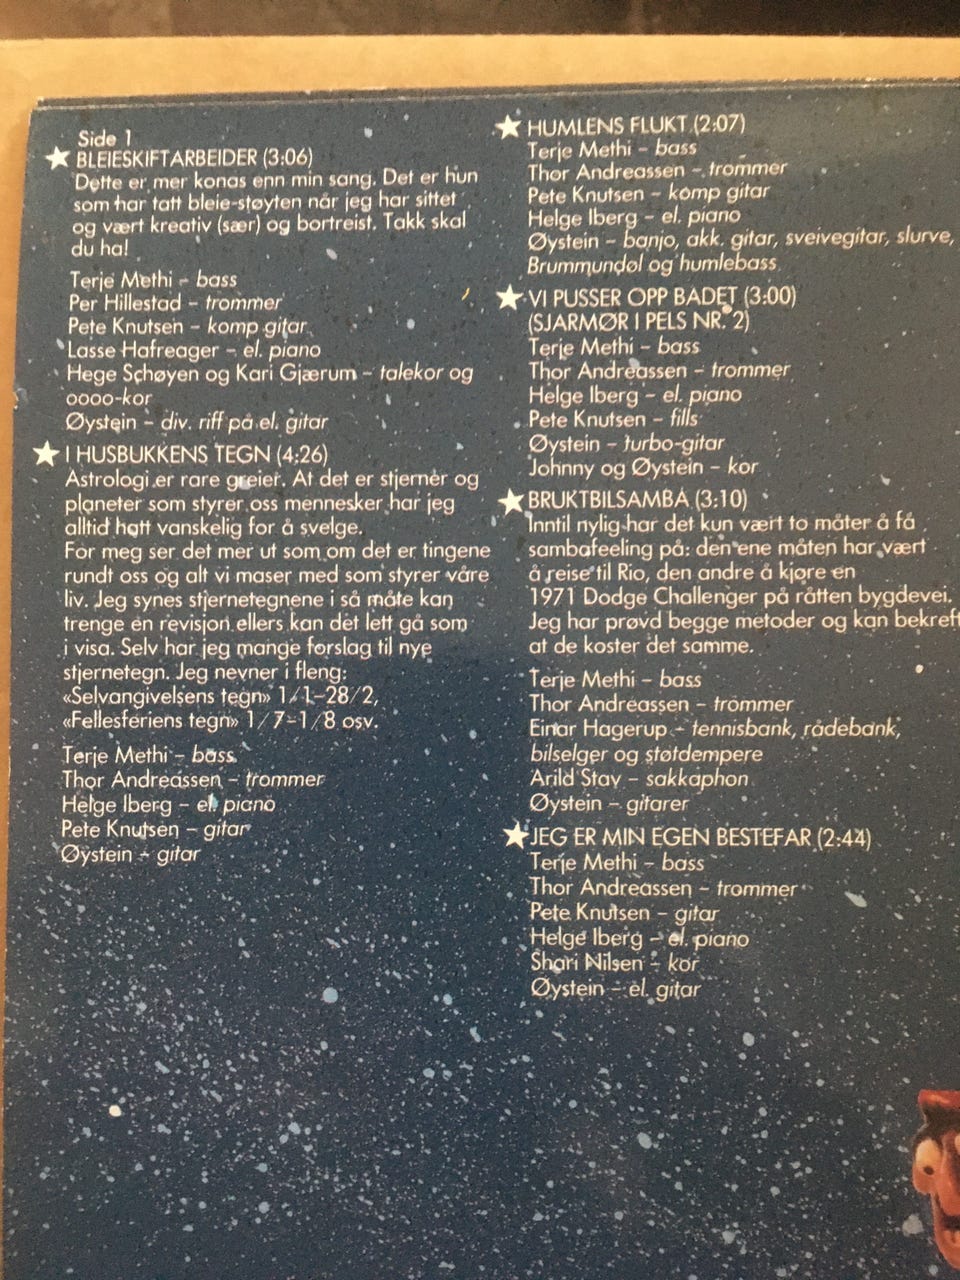 Side 1
BLEIESKIFTARBEIDER (3:06)
Dette er mer konas enn min sang. Det er hun
som har tatt bleie-støyten når jeg har sittet
og vært kreativ (sær) og bortreist. Takk skal
du ha!
Terje Methi – bass
Per Hillestad – trommer
Pete Knutsen – komp gitar
Lasse Hafreager – el. piano
Hege Schøyen og Kari Gjærum – talekor og
oooo-kor
Øystein – div. riff på el. gitar
I HUSBUKKENS TEGN (4:26)
Astrologi er rare greier. At det er stjerner og
planeter som styrer oss mennesker har jeg
alltid hatt vanskelig for å svelge.
For meg ser det mer ut som om det er tingene
rundt oss og alt vi maser med som styrer våre
liv. Jeg synes stjernetegnene i så måte kan
trenge en revisjon ellers kan det lett gå som
i visa. Selv har jeg mange forslag til nye
stjernetegn. Jeg nevner i fleng:
«Selvangivelsens tegn» 1/1–28/2,
«Fellesferiens tegn» 1/7–1/8 osv.
Terje Methi – bass
Thor Andreassen – trommer
Helge Iberg – el. piano
Pete Knutsen – gitar
Øystein – gitar
HUMLENS FLUKT (2:07)
Terje Methi – bass
Thor Andreassen – trommer
Pete Knutsen – komp gitar
Helge Iberg – el. piano
Øystein – banjo, akk. gitar, sveivegitar, slurve,
Brummundøl og humlebass
VI PUSSER OPP BADET (3:00)
(SJARMØR I PELS NR. 2)
Terje Methi – bass
Thor Andreassen – trommer
Helge Iberg – el. piano
Pete Knutsen – fills
Øystein – turbo-gitar
Johnny og Øystein – kor
BRUKTBILSAMBA (3:10)
Inntil nylig har det kun vært to måter å få
sambafeeling på: den ene måten har vært
å reise til Rio, den andre å kjøre en
1971 Dodge Challenger på råtten bygdevei.
Jeg har prøvd begge metoder og kan bekreft
at de koster det samme.
Terje Methi – bass
Thor Andreassen – trommer
Einar Hagerup – tennisbank, rådebank,
bilselger og støtdempere
Arild Stav – sakkaphon
Øystein – gitarer
JEG ER MIN EGEN BESTEFAR (2:44)
Terje Methi – bass
Thor Andreassen – trommer
Pete Knutsen – gitar
Helge Iberg – el. piano
Shari Nilsen – kor
Øystein – el. gitar